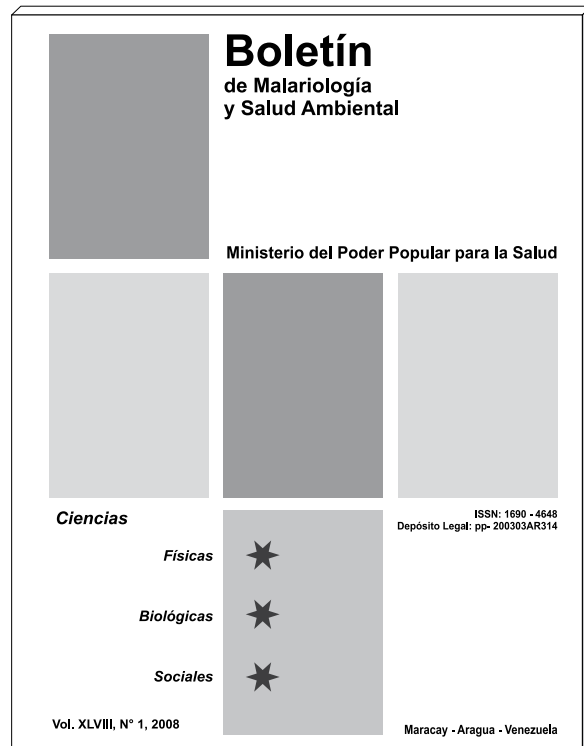 Boletín
de Malariología
y Salud Ambiental
Ministerio del Poder Popular para la Salud
Ciencias
ISSN: 1690 - 4648
Depósito Legal: pp- 200303AR314
Físicas
Biológicas
Sociales
Vol. XLVIII, N° 1, 2008
Maracay - Aragua - Venezuela